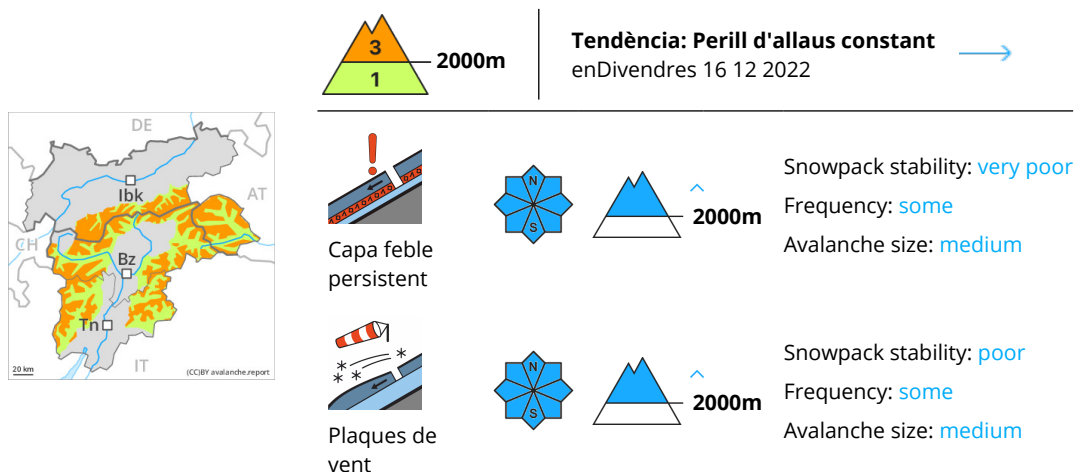 3
1
2000m
Tendència: Perill d'allaus constant
enDivendres 16 12 2022
DE
Ibk
AT
CH
Bz
Tn
IT
20 km
(CC)BY avalanche.report
Capa feble
persistent
N
S
2000m
Snowpack stability: very poor
Frequency: some
Avalanche size: medium
Plaques de
vent
N
S
2000m
Snowpack stability: poor
Frequency: some
Avalanche size: medium